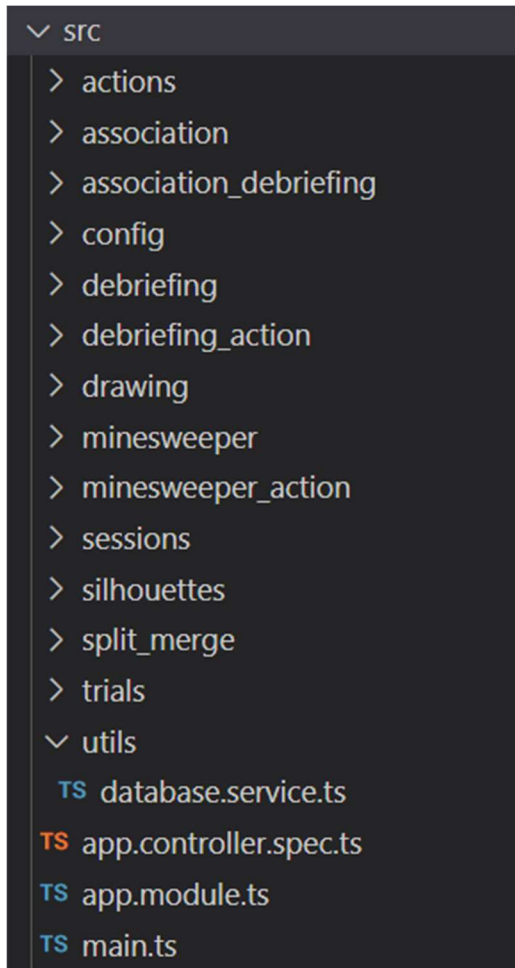 src
actions
association
association_debriefing
config
debriefing
debriefing_action
drawing
minesweeper
minesweeper_action
sessions
silhouettes
split_merge
trials
utils
TS database.service.ts
TS app.controller.spec.ts
TS app.module.ts
TS main.ts